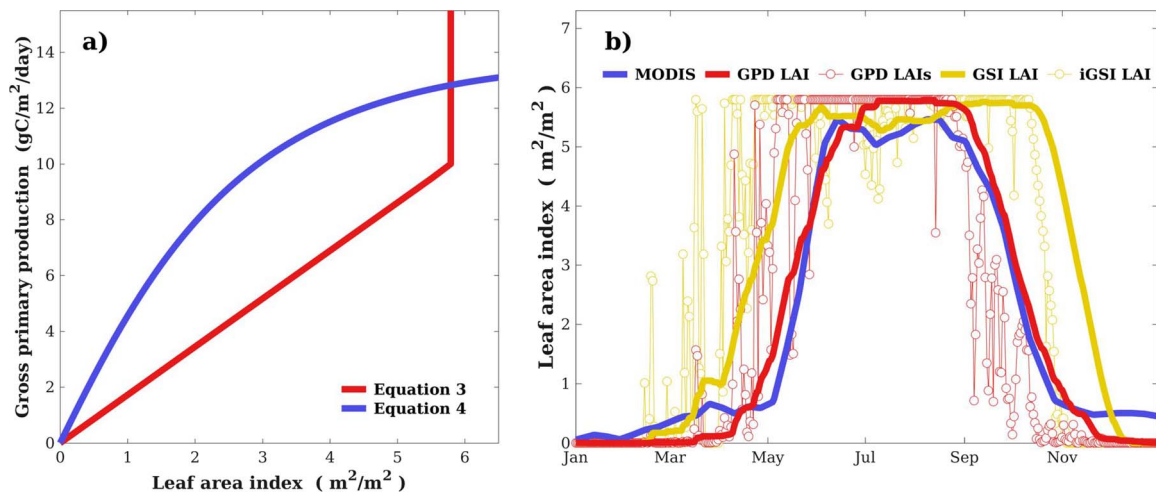 a)
Gross primary production (gC/m²/day)
14
12
10
8
6
4
2
0
Equation 3
Equation 4
0 1 2 3 4 5 6
Leaf area index ( m²/m² )
b)
MODIS GPD LAI GPD LAIs GSI LAI iGSI LAI
Leaf area index ( m²/m² )
7
6
5
4
3
2
1
0
Jan Mar May Jul Sep Nov